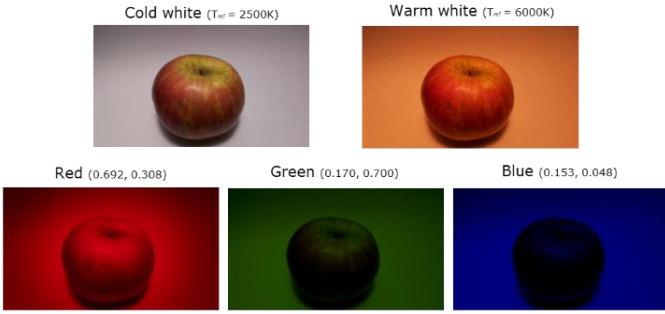 Cold white (Tref = 2500K)
Warm white (Tref = 6000K)
Red (0.692, 0.308)
Green (0.170, 0.700)
Blue (0.153, 0.048)